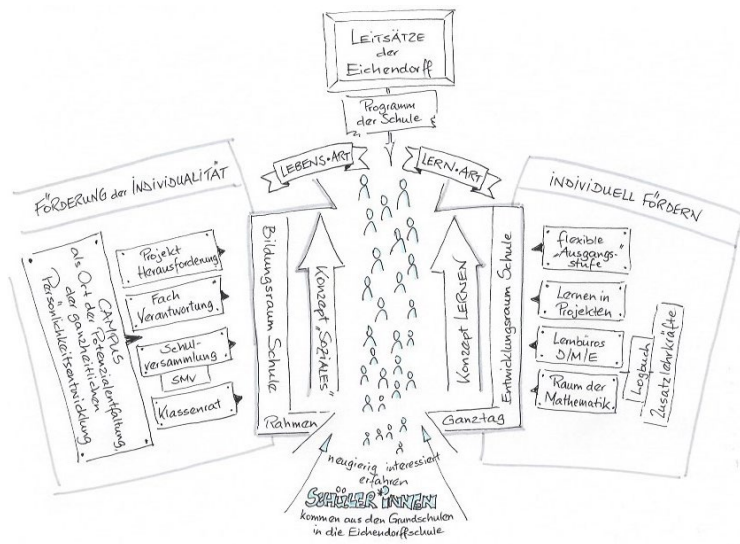 LEITSÄTZE
der
Eichendorff
Programm
der Schule
LEBENS•ART
LERN•ART
FÖRDERUNG der INDIVIDUALITÄT
CAMPUS
als Ort der Potenzialentfaltung,
der ganzheitlichen
Persönlichkeitsentwicklung
Projekt
Herausforderung
Fach
Verantwortung
Schul-
versammlung
SMV
Klassenrat
Bildungsraum Schule
Rahmen
Konzept „SOZIALES"
Konzept LERNEN
Entwicklungsraum Schule
Ganztag
INDIVIDUELL FÖRDERN
flexible
„Ausgangs-
stufe"
Lernen in
Projekten
Lernbüros
D/M/E
Raum der
Mathematik
Logbuch
Zusatzlehrkräfte
neugierig interessiert
erfahren
SCHÜLER*INNEN
kommen aus den Grundschulen
in die Eichendorffschule